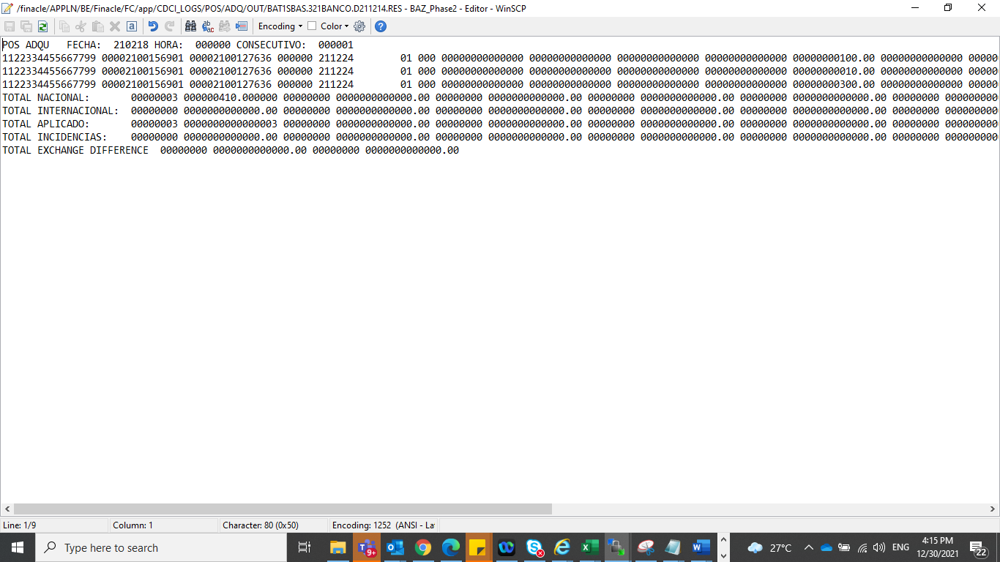 /finacle/APPLN/BE/Finacle/FC/app/CDCI_LOGS/POS/ADQ/OUT/BAT1SBAS.321BANCO.D211214.RES - BAZ_Phase2 - Editor - WinSCP
Encoding Color
POS ADQU   FECHA:  210218 HORA:  000000 CONSECUTIVO:  000001
1122334455667799 00002100156901 00002100127636 000000 211224        01 000 00000000000000 00000000000000 00000000000000 00000000000000 00000000100.00 00000000000000 00000
1122334455667799 00002100156901 00002100127636 000000 211224        01 000 00000000000000 00000000000000 00000000000000 00000000000000 00000000010.00 00000000000000 00000
1122334455667799 00002100156901 00002100127636 000000 211224        01 000 00000000000000 00000000000000 00000000000000 00000000000000 00000000300.00 00000000000000 00000
TOTAL NACIONAL:       00000003 000000410.000000 00000000 0000000000000.00 00000000 0000000000000.00 00000000 0000000000000.00 00000000 0000000000000.00 00000000 000000000
TOTAL INTERNACIONAL:  00000000 0000000000000.00 00000000 0000000000000.00 00000000 0000000000000.00 00000000 0000000000000.00 00000000 0000000000000.00 00000000 000000000
TOTAL APLICADO:       00000003 0000000000000003 00000000 0000000000000.00 00000000 0000000000000.00 00000000 0000000000000.00 00000000 0000000000000.00 00000000 000000000
TOTAL INCIDENCIAS:    00000000 0000000000000.00 00000000 0000000000000.00 00000000 0000000000000.00 00000000 0000000000000.00 00000000 0000000000000.00 00000000 000000000
TOTAL EXCHANGE DIFFERENCE  00000000 0000000000000.00 00000000 0000000000000.00
Line: 1/9 Column: 1 Character: 80 (0x50) Encoding: 1252 (ANSI - La
Type here to search
9+
27°C
ENG
4:15 PM
12/30/2021
22